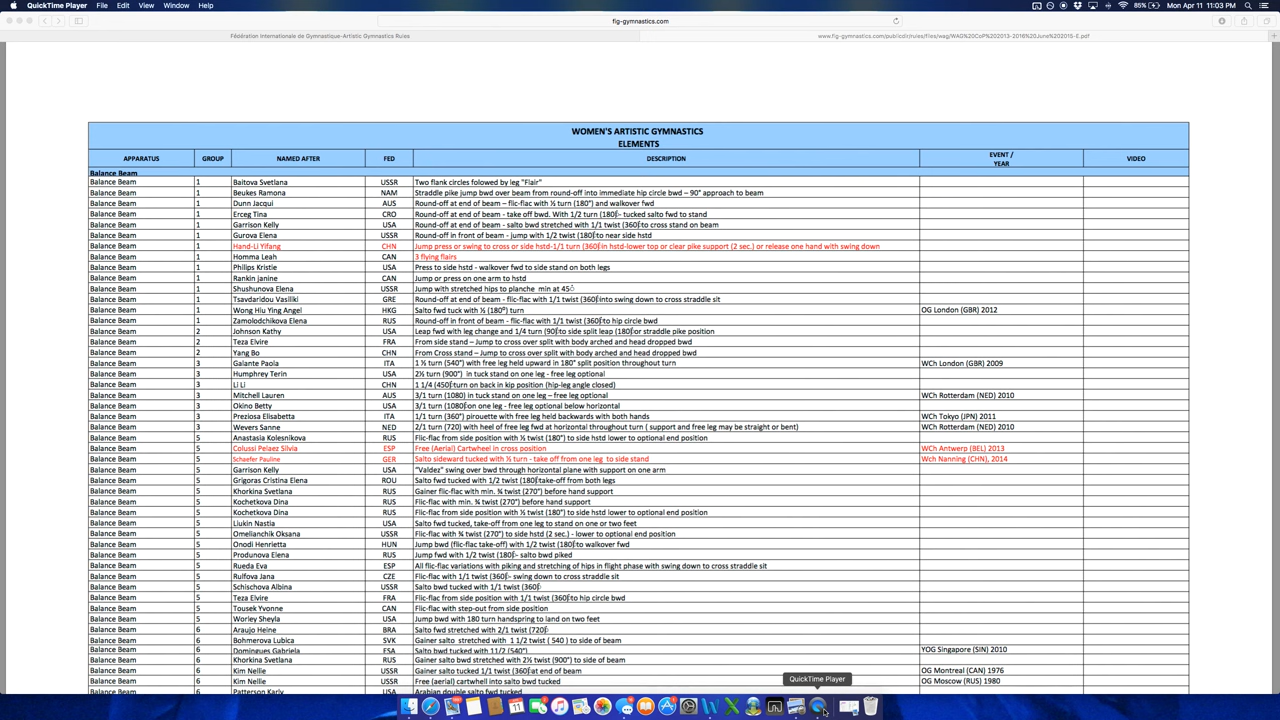 QuickTime Player File Edit View Window Help 85% Mon Apr 11 11:03 PM
fig-gymnastics.com
Fédération Internationale de Gymnastique-Artistic Gymnastics Rules www.fig-gymnastics.com/publicdir/rules/files/wag/WAG%20CoP%202013-2016%20June%202015-E.pdf
WOMEN'S ARTISTIC GYMNASTICS
ELEMENTS
APPARATUS GROUP NAMED AFTER FED DESCRIPTION EVENT / YEAR VIDEO
Balance Beam
Balance Beam 1 Baitova Svetlana USSR Two flank circles folowed by leg "Flair"
Balance Beam 1 Beukes Ramona NAM Straddle pike jump bwd over beam from round-off into immediate hip circle bwd – 90° approach to beam
Balance Beam 1 Dunn Jacqui AUS Round-off at end of beam – flic-flac with ½ turn (180°) and walkover fwd
Balance Beam 1 Erceg Tina CRO Round-off at end of beam - take off bwd. With 1/2 turn (180∫- tucked salto fwd to stand
Balance Beam 1 Garrison Kelly USA Round-off at end of beam - salto bwd stretched with 1/1 turn (360∫ to cross stand on beam
Balance Beam 1 Gurova Elena USSR Round-off in front of beam - jump with 1/2 twist (180∫ to near side hstd
Balance Beam 1 Hand-Li Yifang CHN Jump press or swing to cross or side hstd-1/1 turn (360∫ in hstd-lower top or clear pike support (2 sec.) or release one hand with swing down
Balance Beam 1 Homma Leah CAN 3 flying flairs
Balance Beam 1 Philips Kristie USA Press to side hstd - walkover fwd to side stand on both legs
Balance Beam 1 Rankin janine CAN Jump or press on one arm to hstd
Balance Beam 1 Shushunova Elena USSR Jump with stretched hips to planche min at 45
Balance Beam 1 Tsavdaridou Vasiliki GRE Round-off at end of beam - flic-flac with 1/1 twist (360∫ into swing down to cross straddle sit
Balance Beam 1 Wong Hiu Ying Angel HKG Salto fwd tuck with ½ (180°) turn OG London (GBR) 2012
Balance Beam 1 Zamolodchikova Elena RUS Round-off in front of beam - flic-flac with 1/1 twist (360∫ to hip circle bwd
Balance Beam 2 Johnson Kathy USA Leap fwd with leg change and 1/4 turn (90∫ to side split leap (180∫ or straddle pike position
Balance Beam 2 Teza Elvire FRA From side stand – Jump to cross over split with body arched and head dropped bwd
Balance Beam 2 Yang Bo CHN From Cross stand – Jump to cross over split with body arched and head dropped bwd
Balance Beam 3 Galante Paola ITA 1 ½ turn (540°) with free leg held upward in 180° split position throughout turn WCh London (GBR) 2009
Balance Beam 3 Humphrey Terin USA 2½ turn (900°) in tuck stand on one leg - free leg optional
Balance Beam 3 Li Li CHN 1 1/4 (450∫ turn on back in kip position (hip-leg angle closed)
Balance Beam 3 Mitchell Lauren AUS 3/1 turn (1080) in tuck stand on one leg – free leg optional WCh Rotterdam (NED) 2010
Balance Beam 3 Okino Betty USA 3/1 turn (1080∫ on one leg - free leg optional below horizontal
Balance Beam 3 Preziosa Elisabetta ITA 1/1 turn (360°) pirouette with free leg held backwards with both hands WCh Tokyo (JPN) 2011
Balance Beam 3 Wevers Sanne NED 2/1 turn (720) with heel of free leg fwd at horizontal throughout turn ( support and free leg may be straight or bent) WCh Rotterdam (NED) 2010
Balance Beam 5 Anastasia Kolesnikova RUS Flic-flac from side position with ½ twist (180°) to side hstd lower to optional end position
Balance Beam 5 Colussi Pelaez Silvia ESP Free (Aerial) Cartwheel in cross position WCh Antwerp (BEL) 2013
Balance Beam 5 Schaefer Pauline GER Salto sideward tucked with ½ turn - take off from one leg to side stand Wch Nanning (CHN), 2014
Balance Beam 5 Garrison Kelly USA "Valdez" swing over bwd through horizontal plane with support on one arm
Balance Beam 5 Grigoras Cristina Elena ROU Salto fwd tucked with 1/2 twist (180∫ take-off from both legs
Balance Beam 5 Khorkina Svetlana RUS Gainer flic-flac with min. ¾ twist (270°) before hand support
Balance Beam 5 Kochetkova Dina RUS Flic-flac with min. ¾ twist (270°) before hand support
Balance Beam 5 Kochetkova Dina RUS Flic-flac from side position with ½ twist (180°) to side hstd lower to optional end position
Balance Beam 5 Liukin Nastia USA Salto fwd tucked, take-off from one leg to stand on one or two feet
Balance Beam 5 Omelianchik Oksana USSR Flic-flac with ¾ twist (270°) to side hstd (2 sec.) - lower to optional end position
Balance Beam 5 Onodi Henrietta HUN Jump bwd (flic-flac take-off) with 1/2 twist (180∫ to walkover fwd
Balance Beam 5 Produnova Elena RUS Jump fwd with 1/2 twist (180∫- salto bwd piked
Balance Beam 5 Rueda Eva ESP All flic-flac variations with piking and stretching of hips in flight phase with swing down to cross straddle sit
Balance Beam 5 Rulfova Jana CZE Flic-flac with 1/1 twist (360∫- swing down to cross straddle sit
Balance Beam 5 Schischova Albina USSR Salto bwd tucked with 1/1 twist (360∫
Balance Beam 5 Teza Elvire FRA Flic-flac from side position with 1/1 twist (360∫ to hip circle bwd
Balance Beam 5 Tousek Yvonne CAN Flic-flac with step-out from side position
Balance Beam 5 Worley Sheyla USA Jump bwd with 180 turn handspring to land on two feet
Balance Beam 6 Araujo Heine BRA Salto fwd stretched with 2/1 twist (720∫
Balance Beam 6 Bohmerova Lubica SVK Gainer salto stretched with 1 1/2 twist ( 540 ) to side of beam
Balance Beam 6 Domingues Gabriela ESA Salto bwd tucked with 11/2 (540°) YOG Singapore (SIN) 2010
Balance Beam 6 Khorkina Svetlana RUS Gainer salto bwd stretched with 2½ twist (900°) to side of beam
Balance Beam 6 Kim Nellie USSR Gainer salto tucked 1/1 twist (360∫ at end of beam OG Montreal (CAN) 1976
Balance Beam 6 Kim Nellie USSR Free (aerial) cartwhell into salto bwd tucked OG Moscow (RUS) 1980
Balance Beam 6 Patterson Karly USA Arabian double salto fwd tucked
QuickTime Player